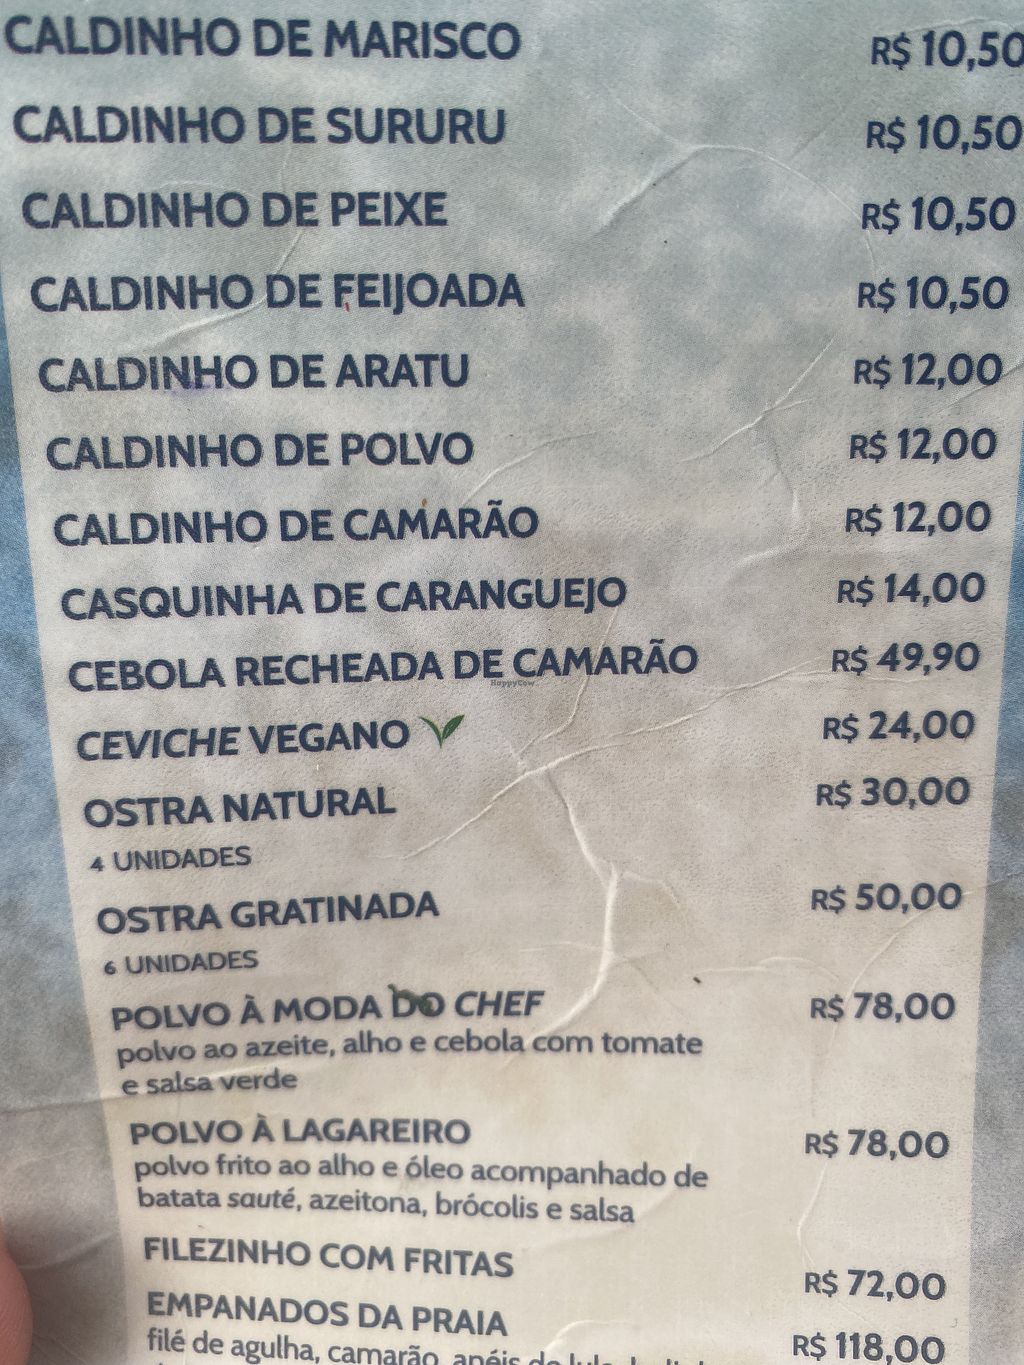 CALDINHO DE MARISCO R$ 10,50
CALDINHO DE SURURU R$ 10,50
CALDINHO DE PEIXE R$ 10,50
CALDINHO DE FEIJOADA R$ 10,50
CALDINHO DE ARATU R$ 12,00
CALDINHO DE POLVO R$ 12,00
CALDINHO DE CAMARÃO R$ 12,00
CASQUINHA DE CARANGUEJO R$ 14,00
CEBOLA RECHEADA DE CAMARÃO R$ 49,90
HappyCow
CEVICHE VEGANO R$ 24,00
OSTRA NATURAL R$ 30,00
4 UNIDADES
OSTRA GRATINADA R$ 50,00
6 UNIDADES
POLVO À MODA DO CHEF R$ 78,00
polvo ao azeite, alho e cebola com tomate
e salsa verde
POLVO À LAGAREIRO R$ 78,00
polvo frito ao alho e óleo acompanhado de
batata sauté, azeitona, brócolis e salsa
FILEZINHO COM FRITAS R$ 72,00
EMPANADOS DA PRAIA R$ 118,00
filé de agulha, camarão, anéis de lula